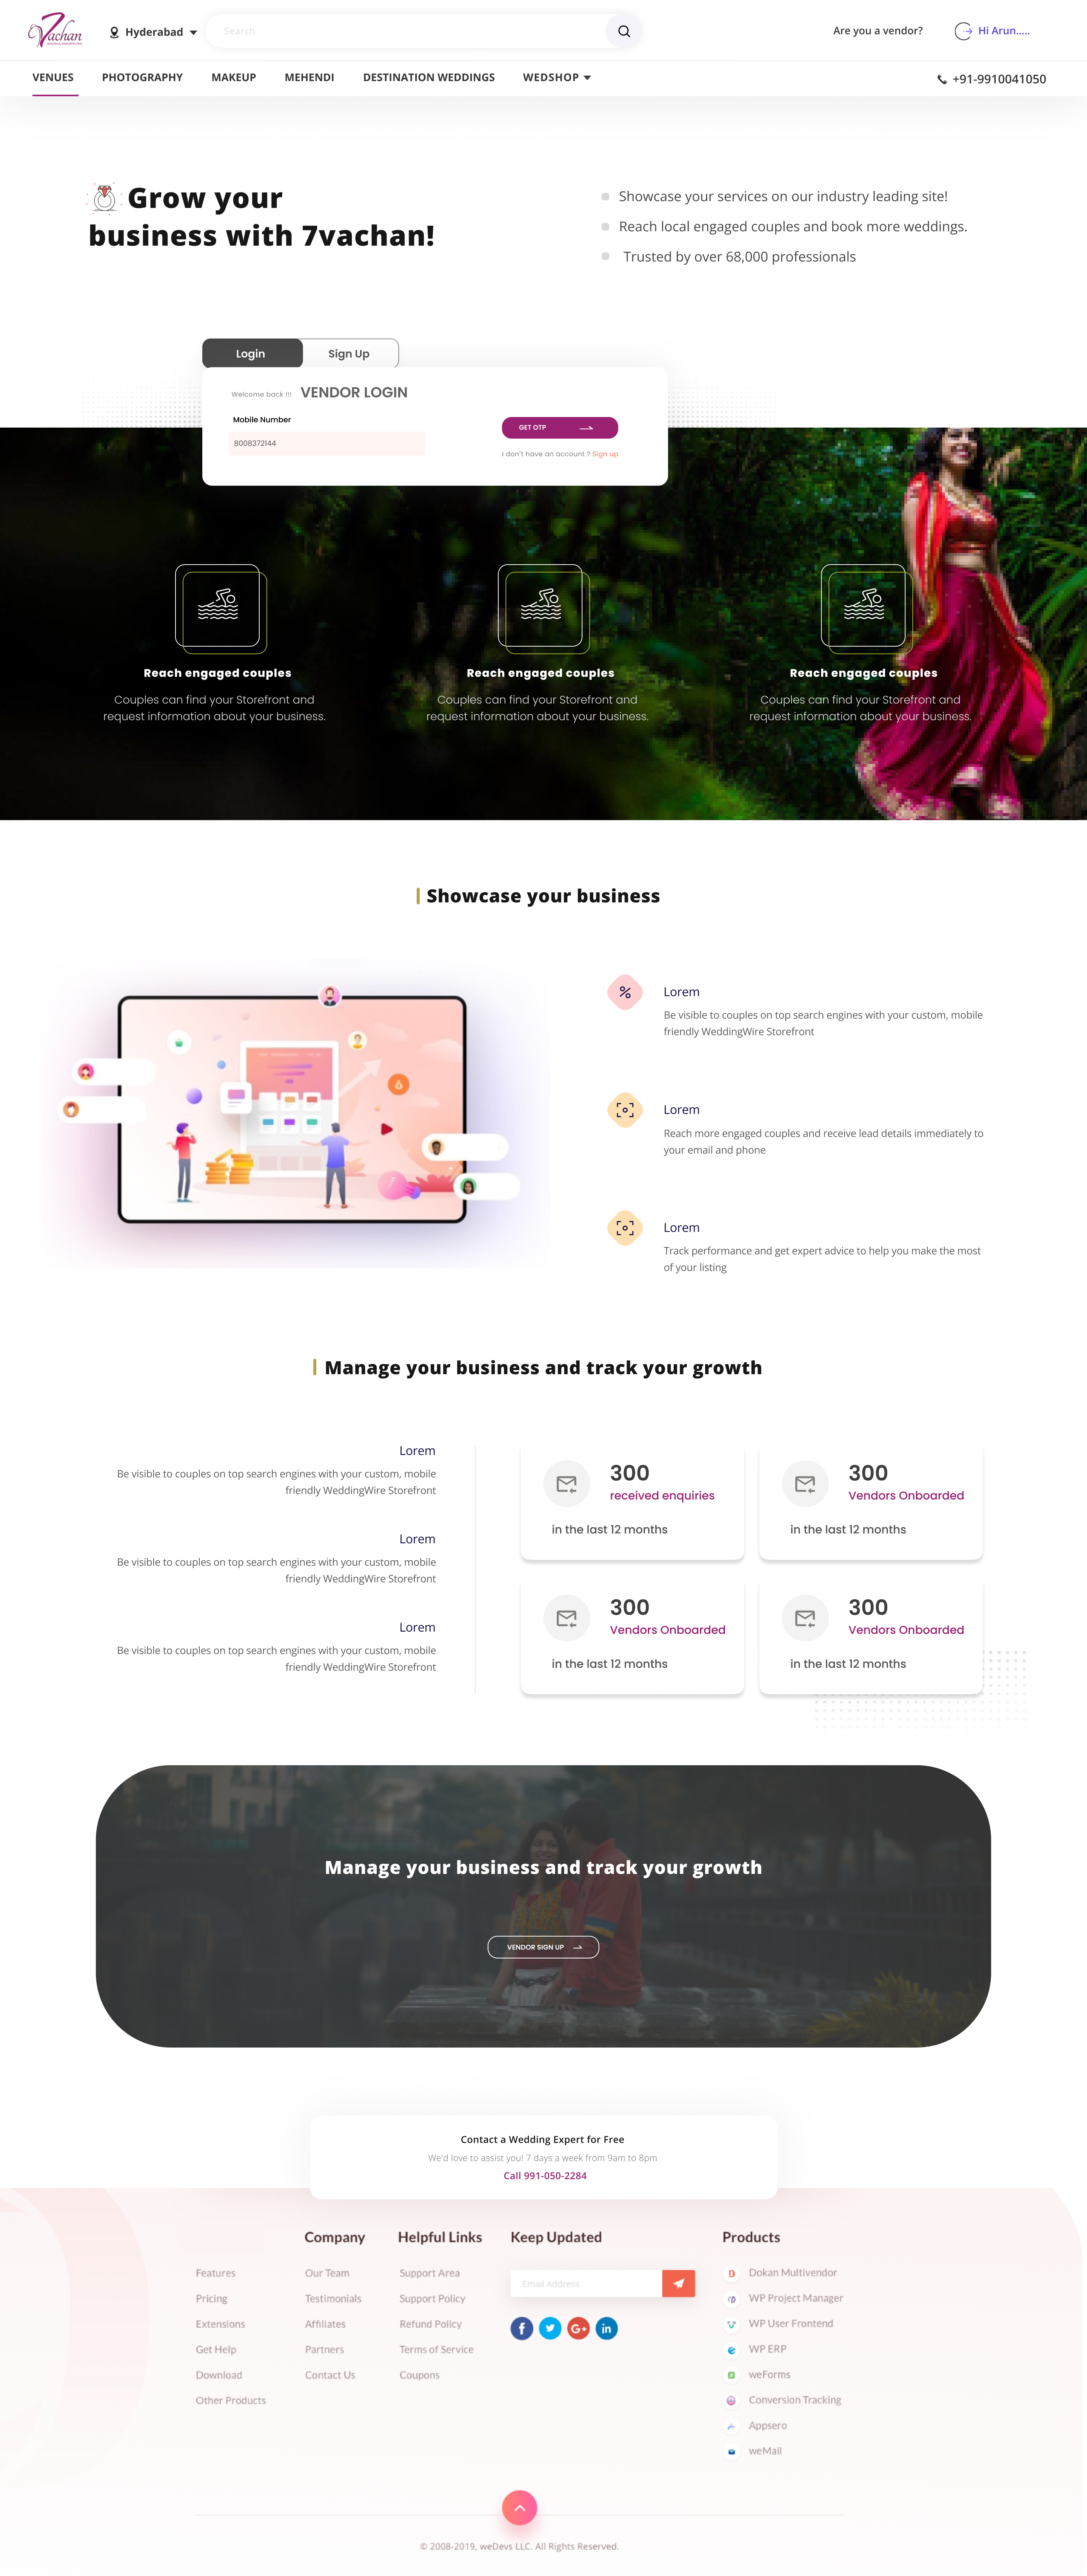 7Vachan
Hyderabad
Search
Are you a vendor?
Hi Arun.....
VENUES
PHOTOGRAPHY
MAKEUP
MEHENDI
DESTINATION WEDDINGS
WEDSHOP
+91-9910041050
Grow your
business with 7vachan!
Showcase your services on our industry leading site!
Reach local engaged couples and book more weddings.
Trusted by over 68,000 professionals
Login
Sign Up
Welcome back !!! VENDOR LOGIN
Mobile Number
8008372144
GET OTP
I don't have an account ? Sign up
Reach engaged couples
Couples can find your Storefront and
request information about your business.
Reach engaged couples
Couples can find your Storefront and
request information about your business.
Reach engaged couples
Couples can find your Storefront and
request information about your business.
Showcase your business
Lorem
Be visible to couples on top search engines with your custom, mobile
friendly WeddingWire Storefront
Lorem
Reach more engaged couples and receive lead details immediately to
your email and phone
Lorem
Track performance and get expert advice to help you make the most
of your listing
Manage your business and track your growth
Lorem
Be visible to couples on top search engines with your custom, mobile
friendly WeddingWire Storefront
Lorem
Be visible to couples on top search engines with your custom, mobile
friendly WeddingWire Storefront
Lorem
Be visible to couples on top search engines with your custom, mobile
friendly WeddingWire Storefront
300
received enquiries
in the last 12 months
300
Vendors Onboarded
in the last 12 months
300
Vendors Onboarded
in the last 12 months
300
Vendors Onboarded
in the last 12 months
Manage your business and track your growth
VENDOR SIGN UP
Contact a Wedding Expert for Free
We'd love to assist you! 7 days a week from 9am to 8pm
Call 991-050-2284
Features
Pricing
Extensions
Get Help
Download
Other Products
Company
Our Team
Testimonials
Affiliates
Partners
Contact Us
Helpful Links
Support Area
Support Policy
Refund Policy
Terms of Service
Coupons
Keep Updated
Email Address
Products
Dokan Multivendor
WP Project Manager
WP User Frontend
WP ERP
weForms
Conversion Tracking
Appsero
weMail
© 2008-2019, weDevs LLC. All Rights Reserved.